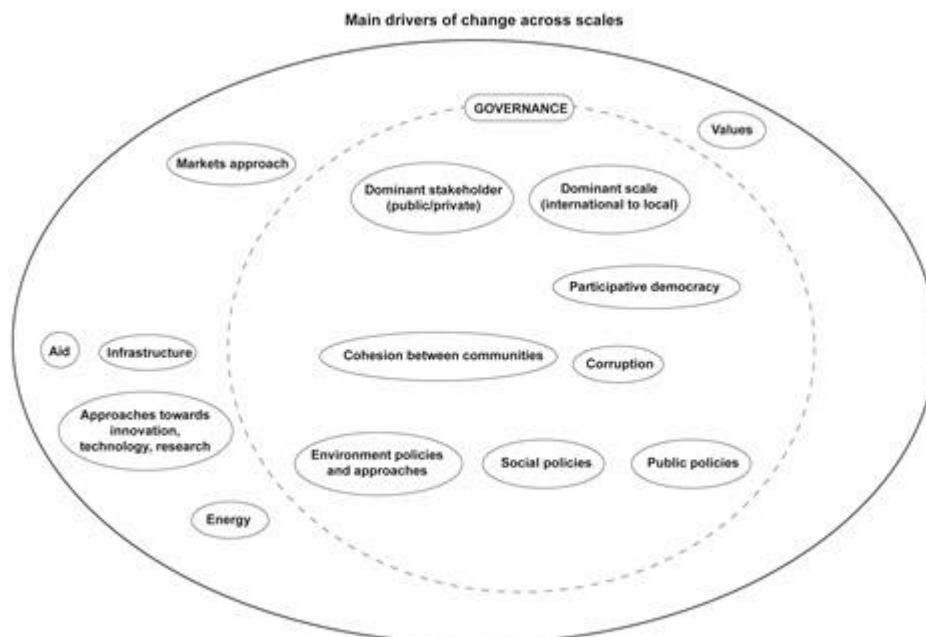 Main drivers of change across scales
GOVERNANCE
Values
Markets approach
Dominant stakeholder
(public/private)
Dominant scale
(international to local)
Participative democracy
Aid
Infrastructure
Cohesion between communities
Corruption
Approaches towards
innovation,
technology, research
Environment policies
and approaches
Social policies
Public policies
Energy